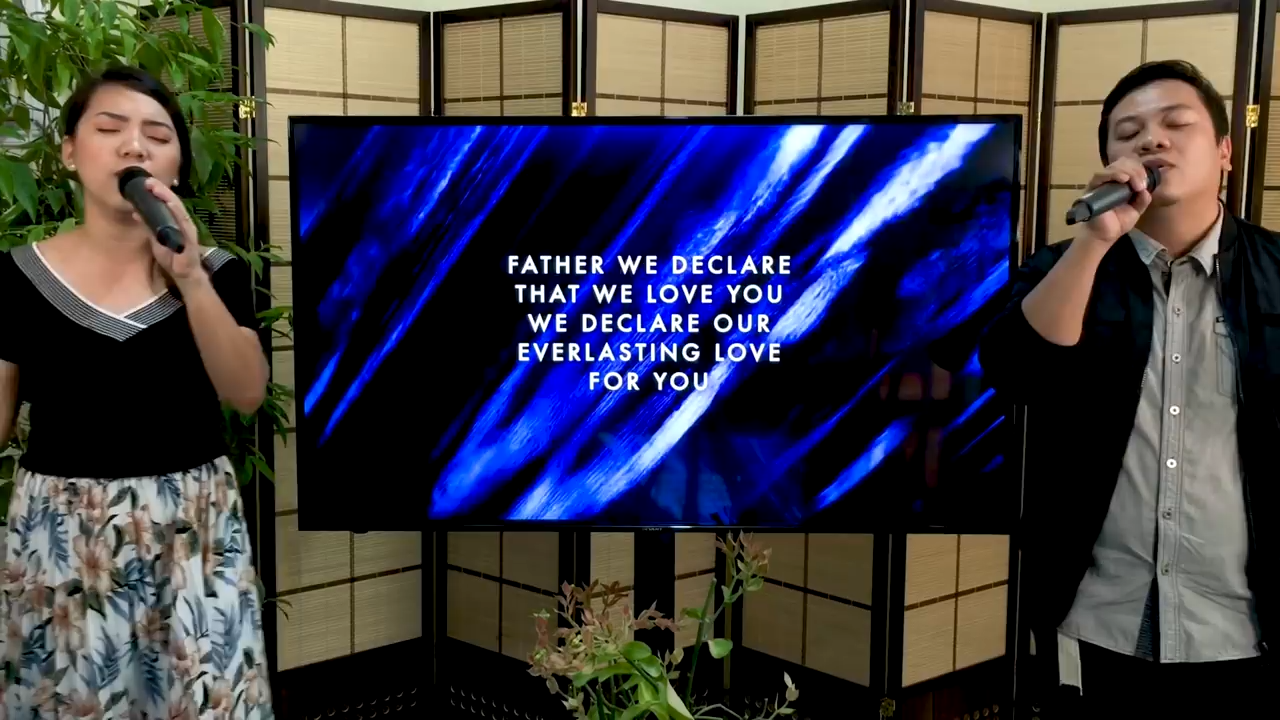 FATHER WE DECLARE
THAT WE LOVE YOU
WE DECLARE OUR
EVERLASTING LOVE
FOR YOU